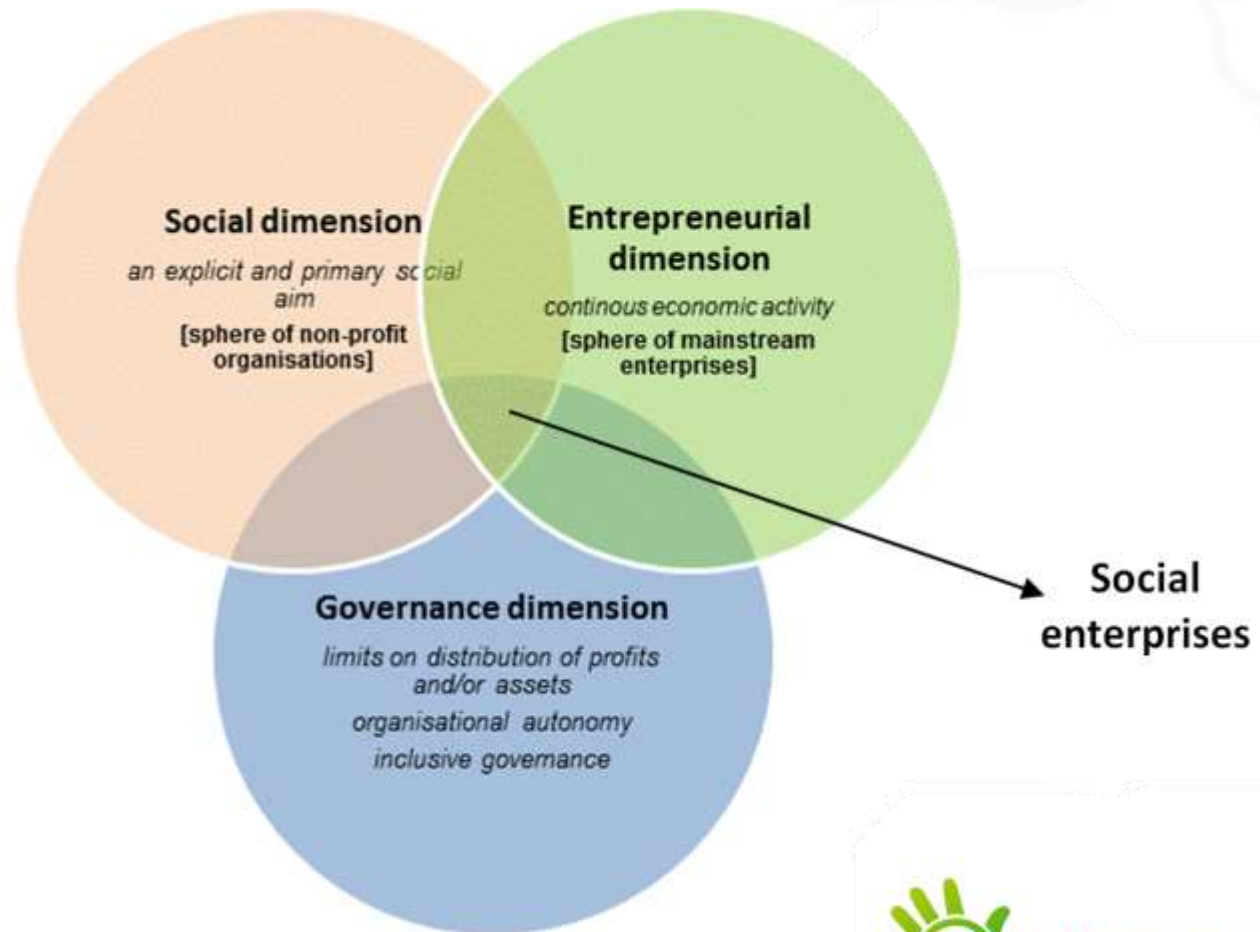 Social dimension
an explicit and primary social
aim
[sphere of non-profit
organisations]
Entrepreneurial
dimension
continous economic activity
[sphere of mainstream
enterprises]
Governance dimension
limits on distribution of profits
and/or assets
organisational autonomy
inclusive governance
Social
enterprises